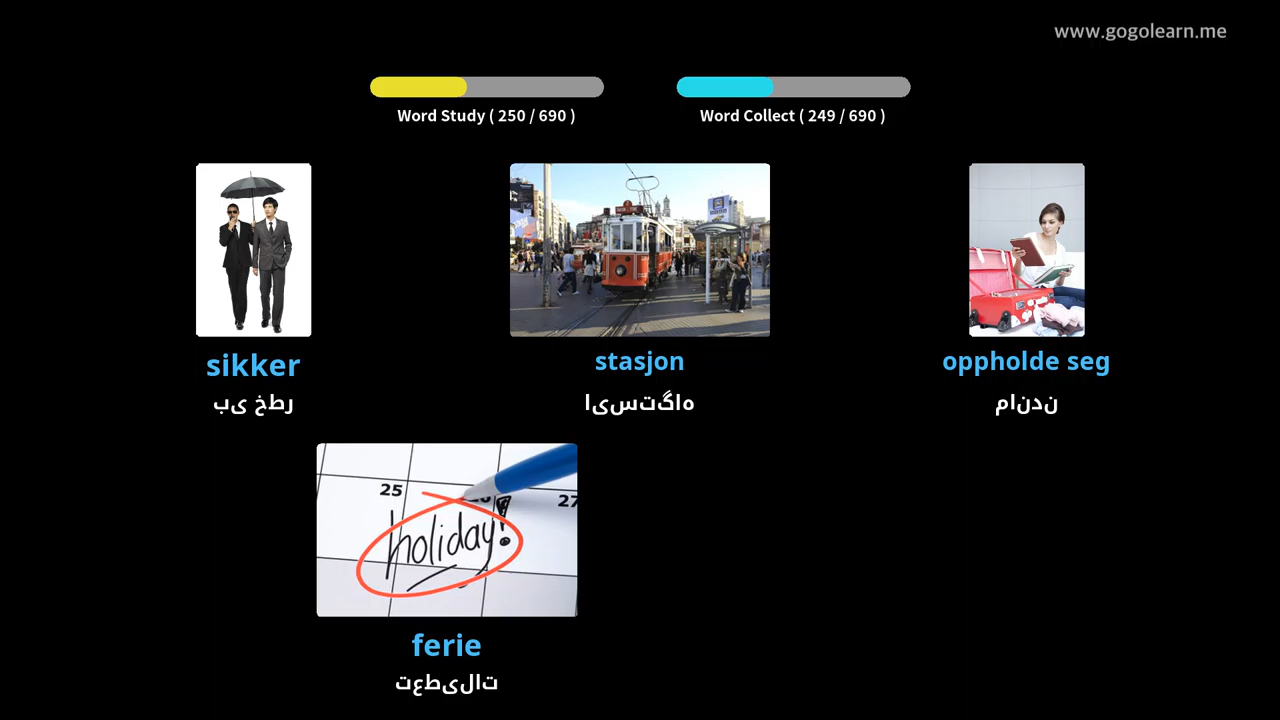 www.gogolearn.me
Word Study ( 250 / 690 )
Word Collect ( 249 / 690 )
sikker
بی خطر
stasjon
ایستگاه
oppholde seg
ماندن
25
26
27
holiday!
ferie
تعطیلات